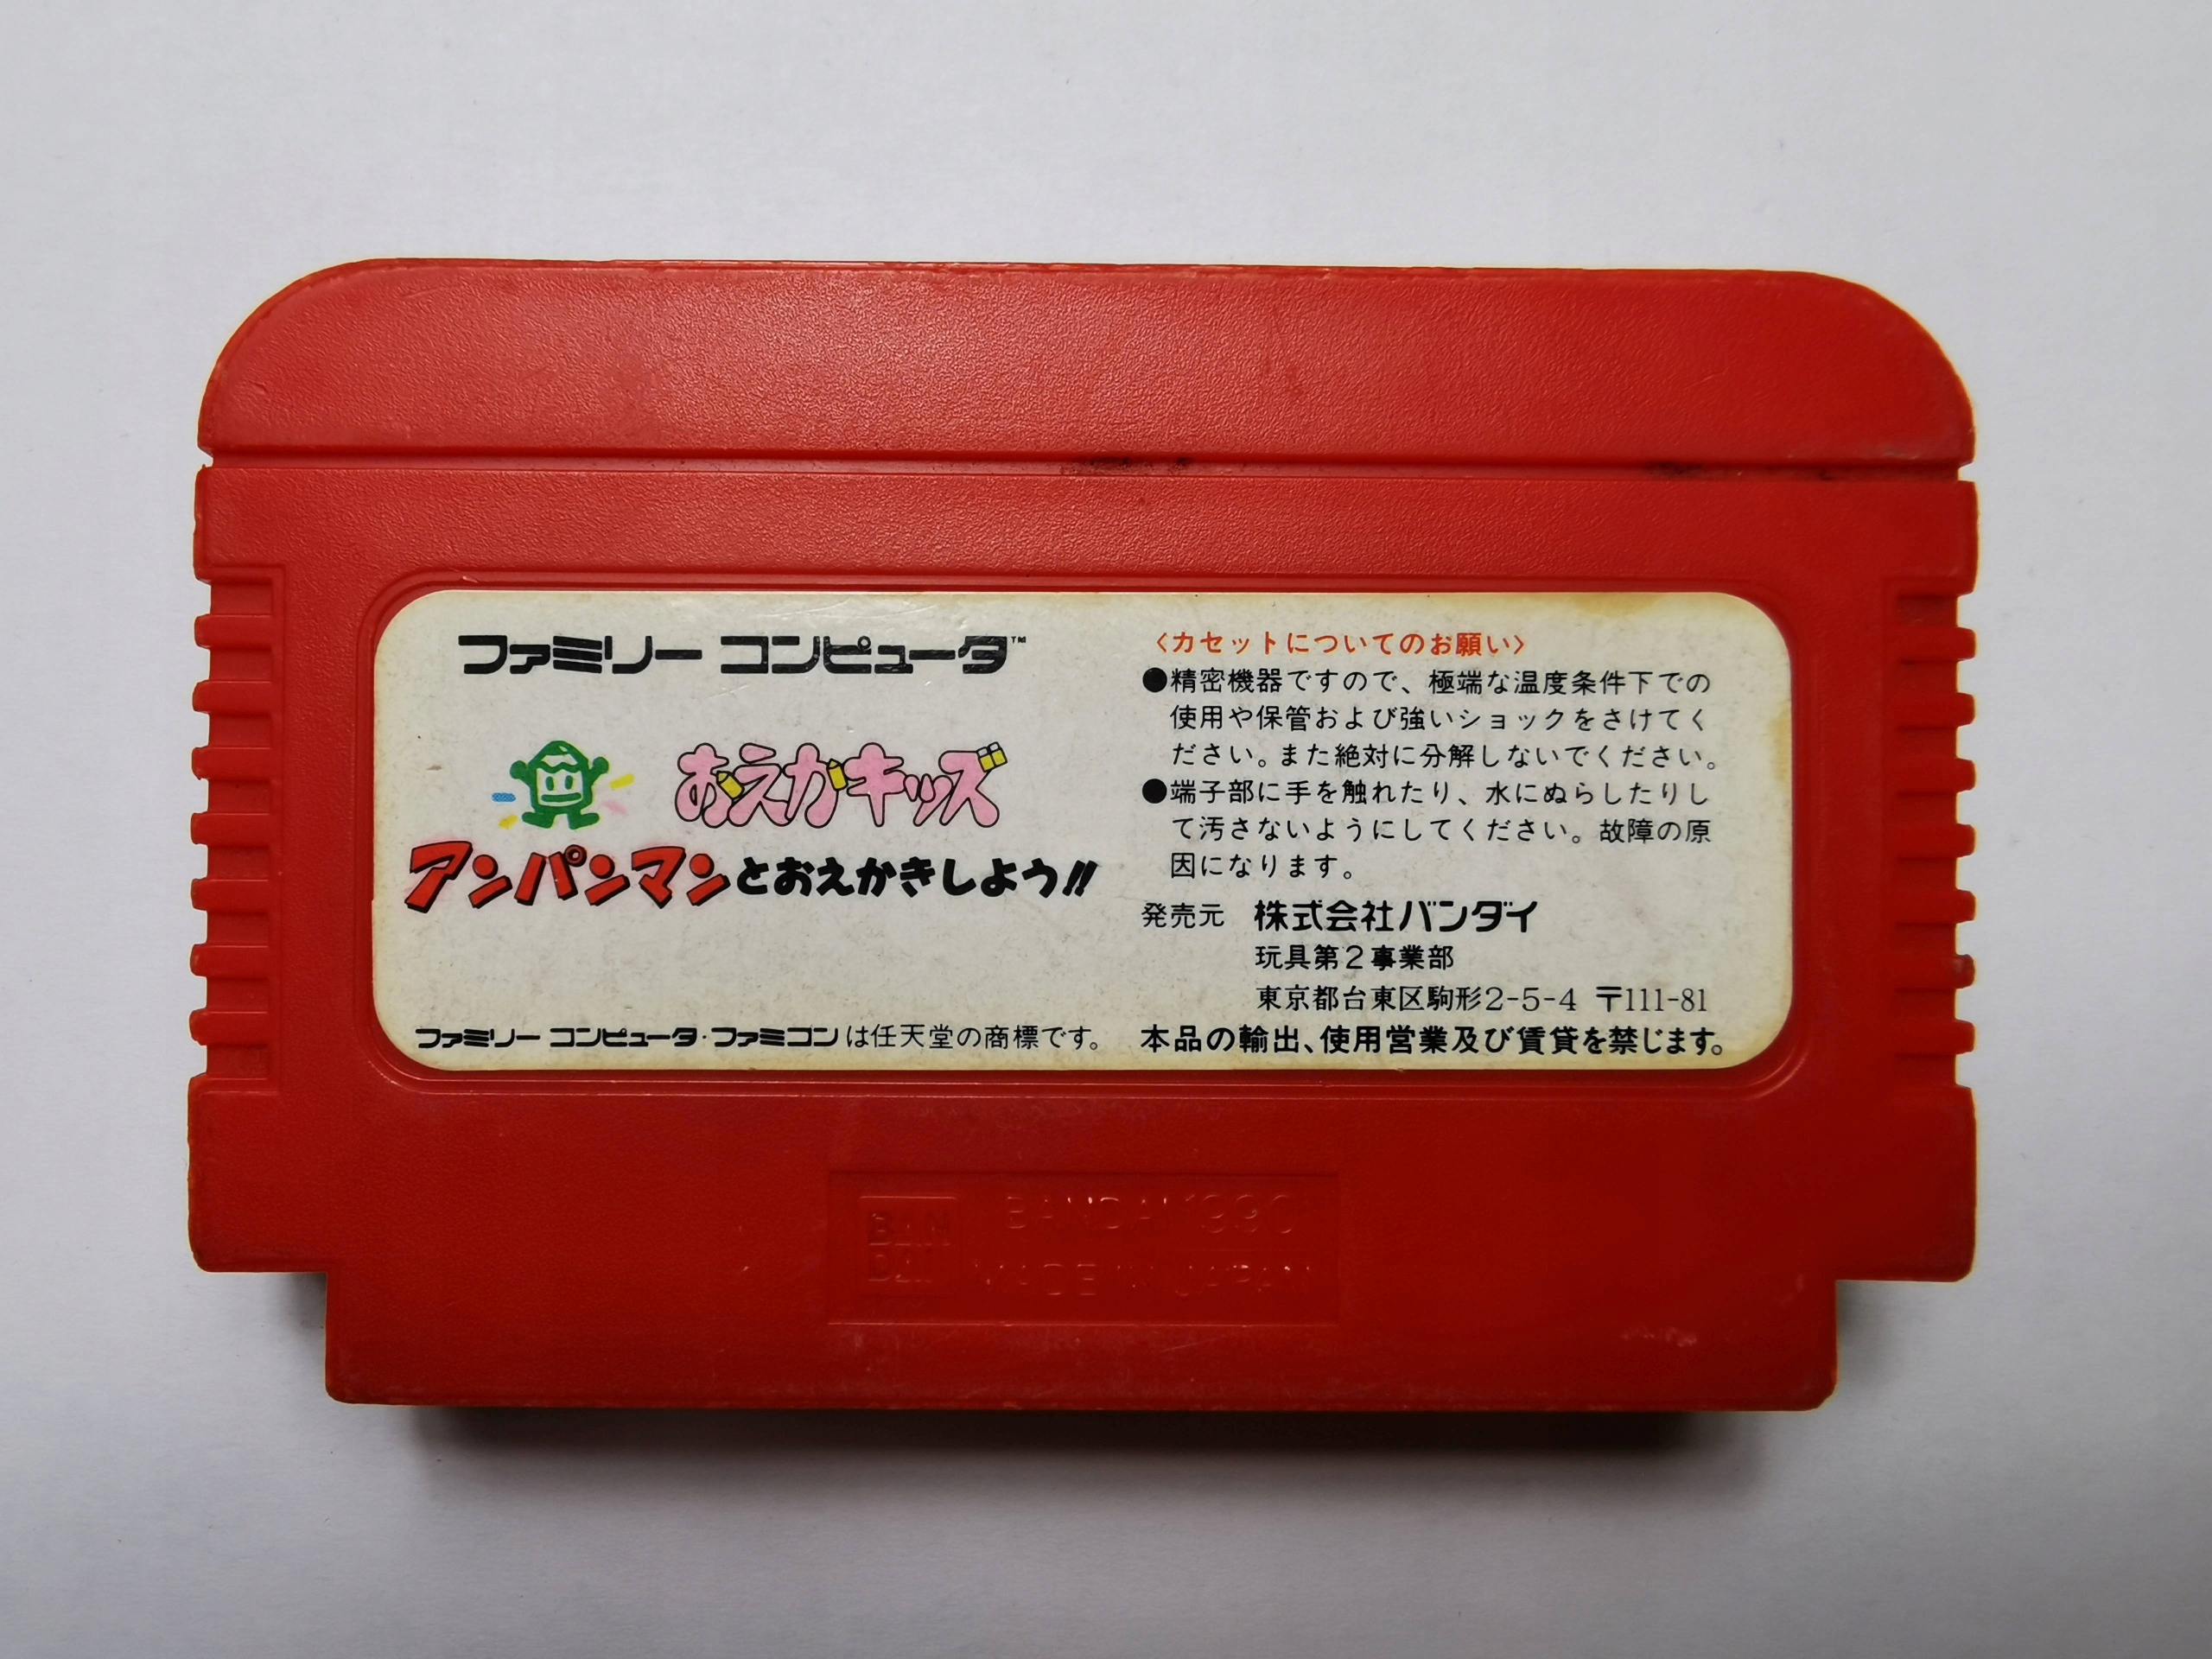 ファミリー コンピュータ™
おえかキッズ
アンパンマンとおえかきしよう!!
ファミリー コンピュータ・ファミコンは任天堂の商標です。
〈カセットについてのお願い〉
●精密機器ですので、極端な温度条件下での
使用や保管および強いショックをさけてく
ださい。また絶対に分解しないでください。
●端子部に手を触れたり、水にぬらしたりし
て汚さないようにしてください。故障の原
因になります。
発売元 株式会社バンダイ
玩具第2事業部
東京都台東区駒形2-5-4 〒111-81
本品の輸出、使用営業及び賃貸を禁じます。
BAN
DAI
BANDAI 1990
MADE IN JAPAN